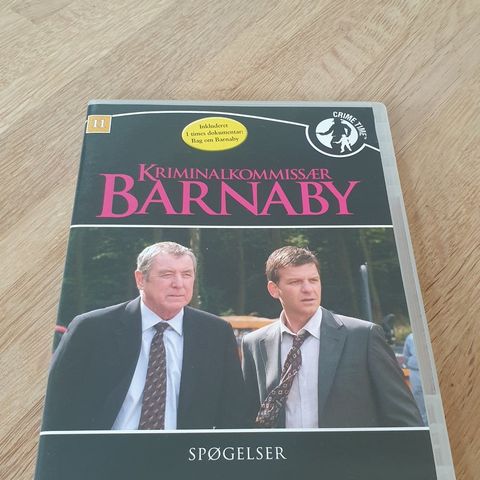 11
Inkluderet
1 times dokumentar:
Bag om Barnaby
CRIME TIME
KRIMINALKOMMISSÆR
BARNABY
SPØGELSER